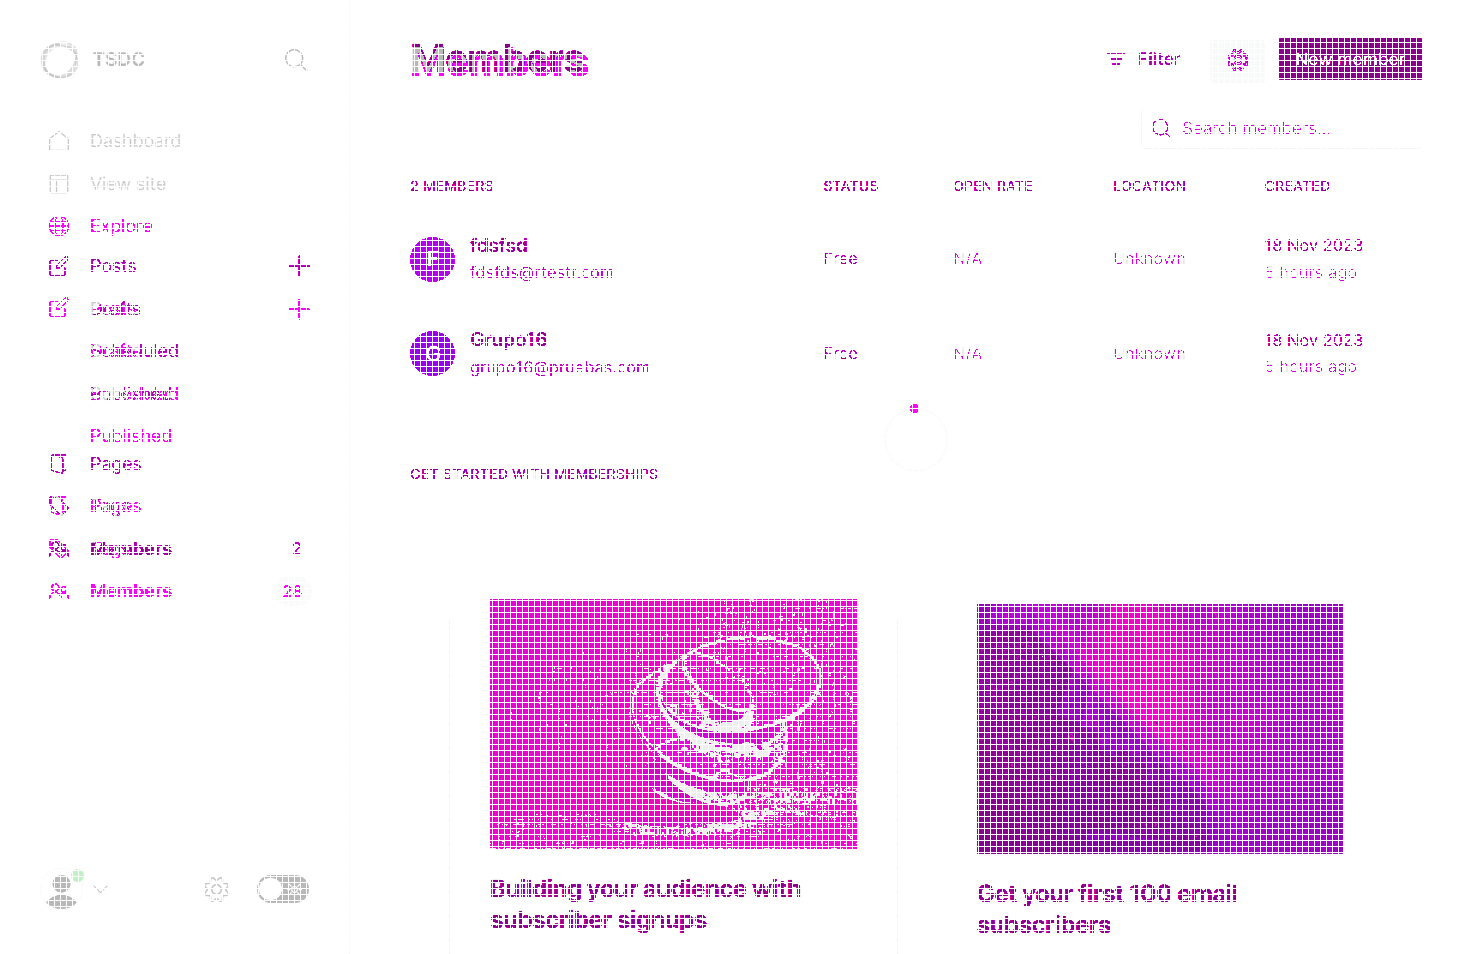 TSDC
Dashboard
View site
Explore
Posts
Scheduled
Published
Pages
Pages
Members 2
Members 28
Members
Filter
New member
Search members...
2 MEMBERS STATUS OPEN RATE LOCATION CREATED
F fdsfsd Free N/A Unknown 18 Nov 2023
fdsfds@rtestr.com 5 hours ago
G Grupo16 Free N/A Unknown 18 Nov 2023
grupo16@pruebas.com 5 hours ago
GET STARTED WITH MEMBERSHIPS
Building your audience with
subscriber signups
Get your first 100 email
subscribers